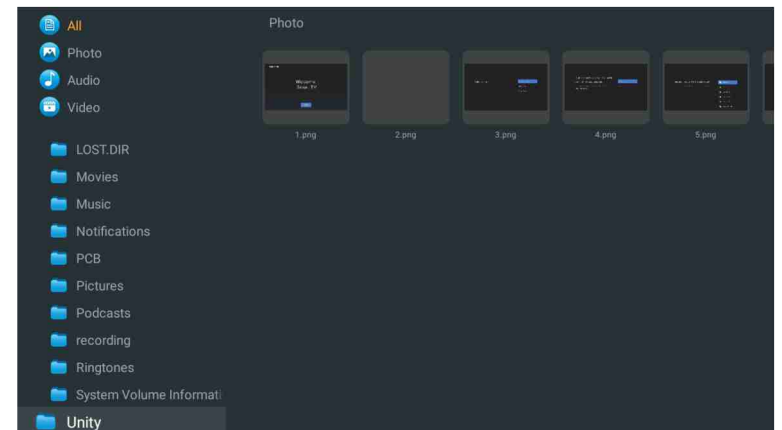 All
Photo
Audio
Video
LOST.DIR
Movies
Music
Notifications
PCB
Pictures
Podcasts
recording
Ringtones
System Volume Informati
Unity
Photo
1.png
2.png
3.png
4.png
5.png